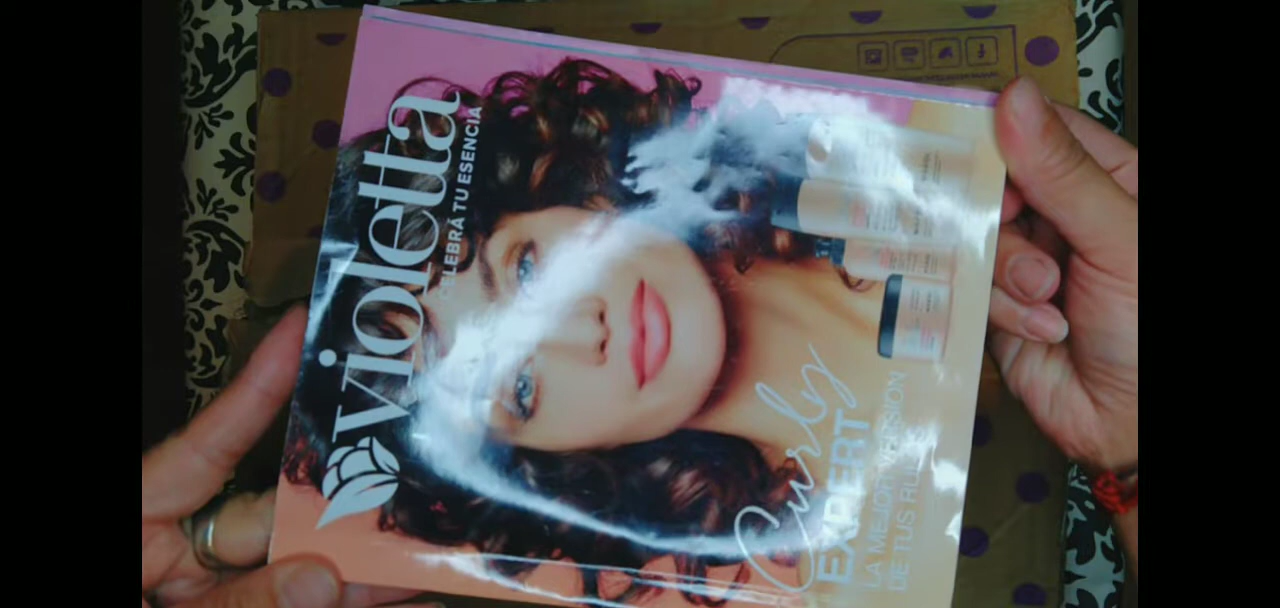 violetta
CELEBRÁ TU ESENCIA
Curly
EXPERT
LA MEJOR VERSIÓN
DE TUS RULOS